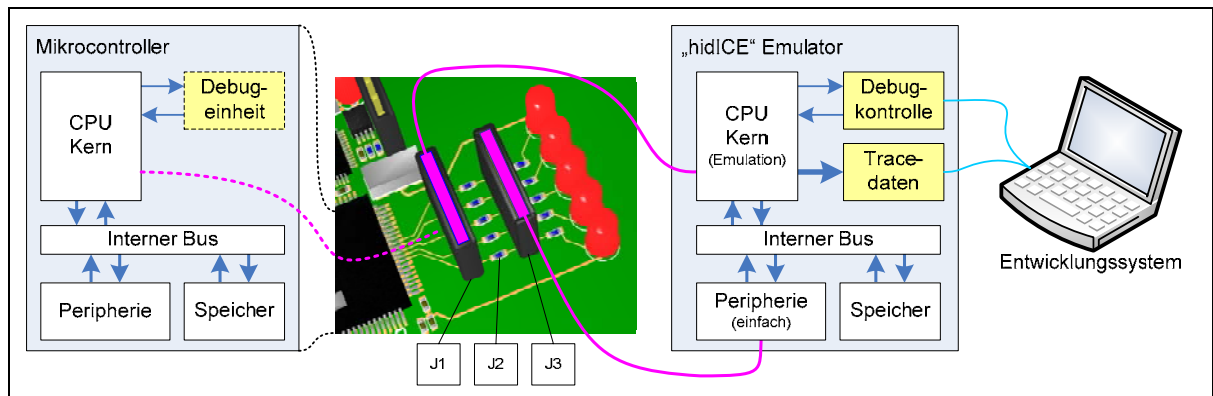 Mikrocontroller
CPU
Kern
Debug-
einheit
Interner Bus
Peripherie
Speicher
J1
J2
J3
„hidICE“ Emulator
CPU
Kern
(Emulation)
Debug-
kontrolle
Trace-
daten
Interner Bus
Peripherie
(einfach)
Speicher
Entwicklungssystem